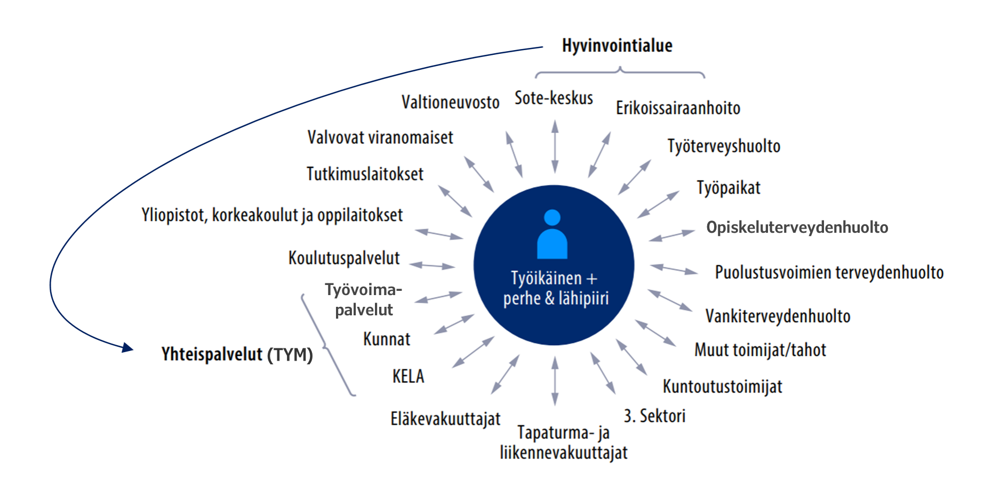 Hyvinvointialue
Sote-keskus
Erikoissairaanhoito
Työterveyshuolto
Työpaikat
Opiskeluterveydenhuolto
Puolustusvoimien terveydenhuolto
Vankiterveydenhuolto
Muut toimijat/tahot
Kuntoutustoimijat
3. Sektori
Tapaturma- ja
liikennevakuuttajat
Eläkevakuuttajat
KELA
Kunnat
Työvoima-
palvelut
Yhteispalvelut (TYM)
Koulutuspalvelut
Yliopistot, korkeakoulut ja oppilaitokset
Tutkimuslaitokset
Valvovat viranomaiset
Valtioneuvosto
Työikäinen +
perhe & lähipiiri